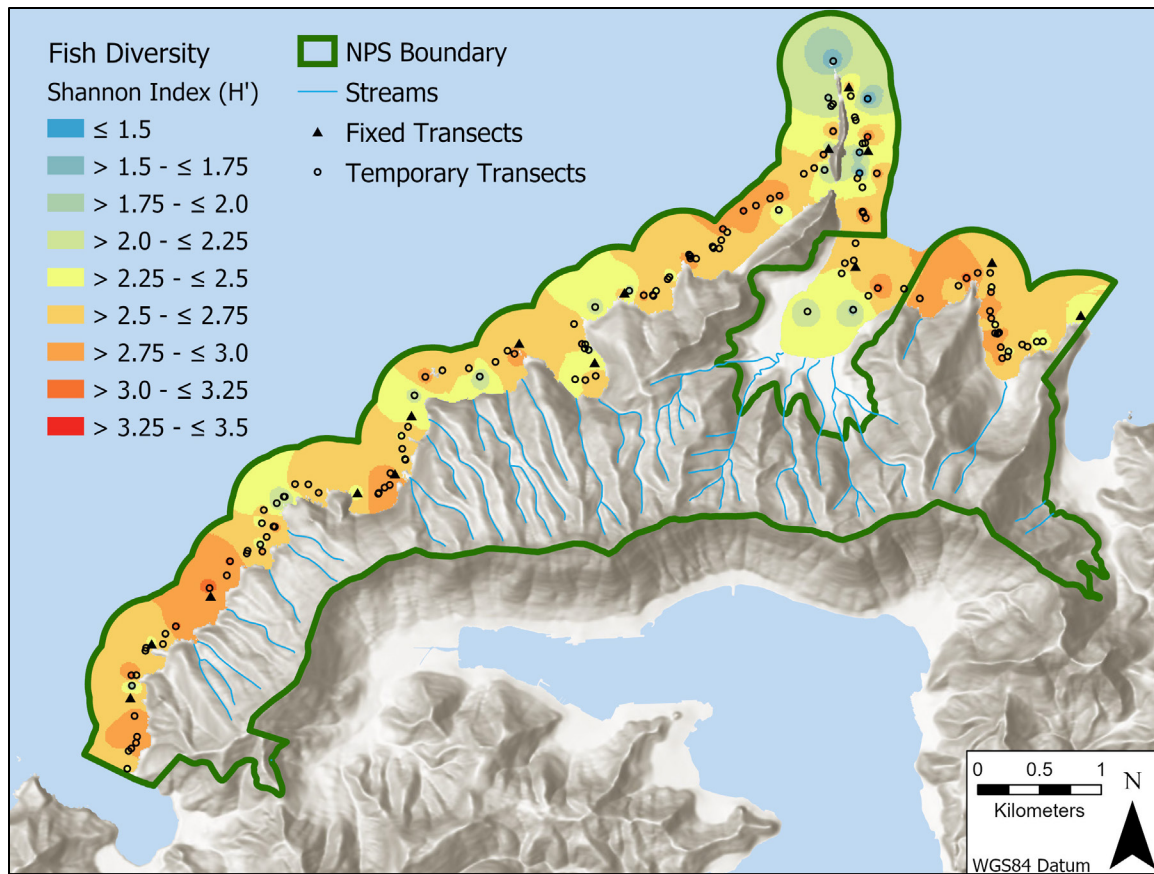 Fish Diversity
Shannon Index (H')
≤ 1.5
> 1.5 - ≤ 1.75
> 1.75 - ≤ 2.0
> 2.0 - ≤ 2.25
> 2.25 - ≤ 2.5
> 2.5 - ≤ 2.75
> 2.75 - ≤ 3.0
> 3.0 - ≤ 3.25
> 3.25 - ≤ 3.5
NPS Boundary
Streams
Fixed Transects
Temporary Transects
0 0.5 1
Kilometers
N
WGS84 Datum